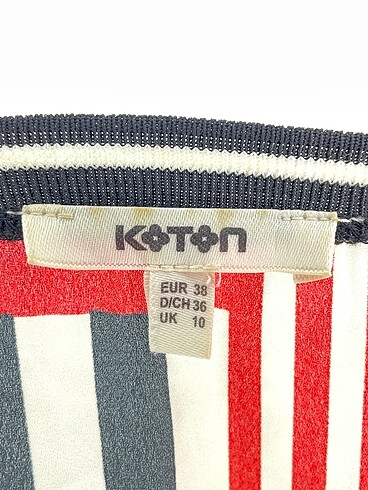 KOTON
EUR 38
D/CH 36
UK 10